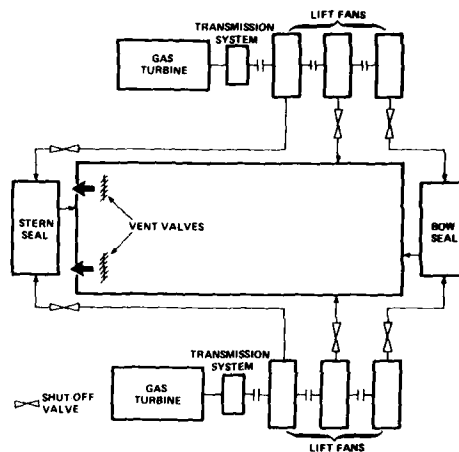 LIFT FANS
TRANSMISSION
SYSTEM
GAS
TURBINE
STERN
SEAL
VENT VALVES
BOW
SEAL
TRANSMISSION
SYSTEM
GAS
TURBINE
SHUT OFF
VALVE
LIFT FANS